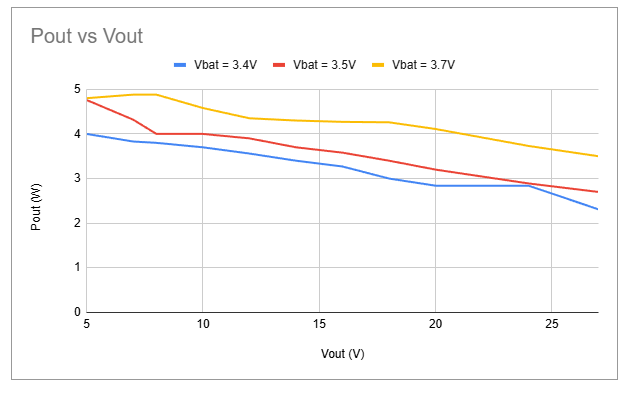 Pout vs Vout
Vbat = 3.4V Vbat = 3.5V Vbat = 3.7V
5
4
3
2
1
0
Pout (W)
5 10 15 20 25
Vout (V)